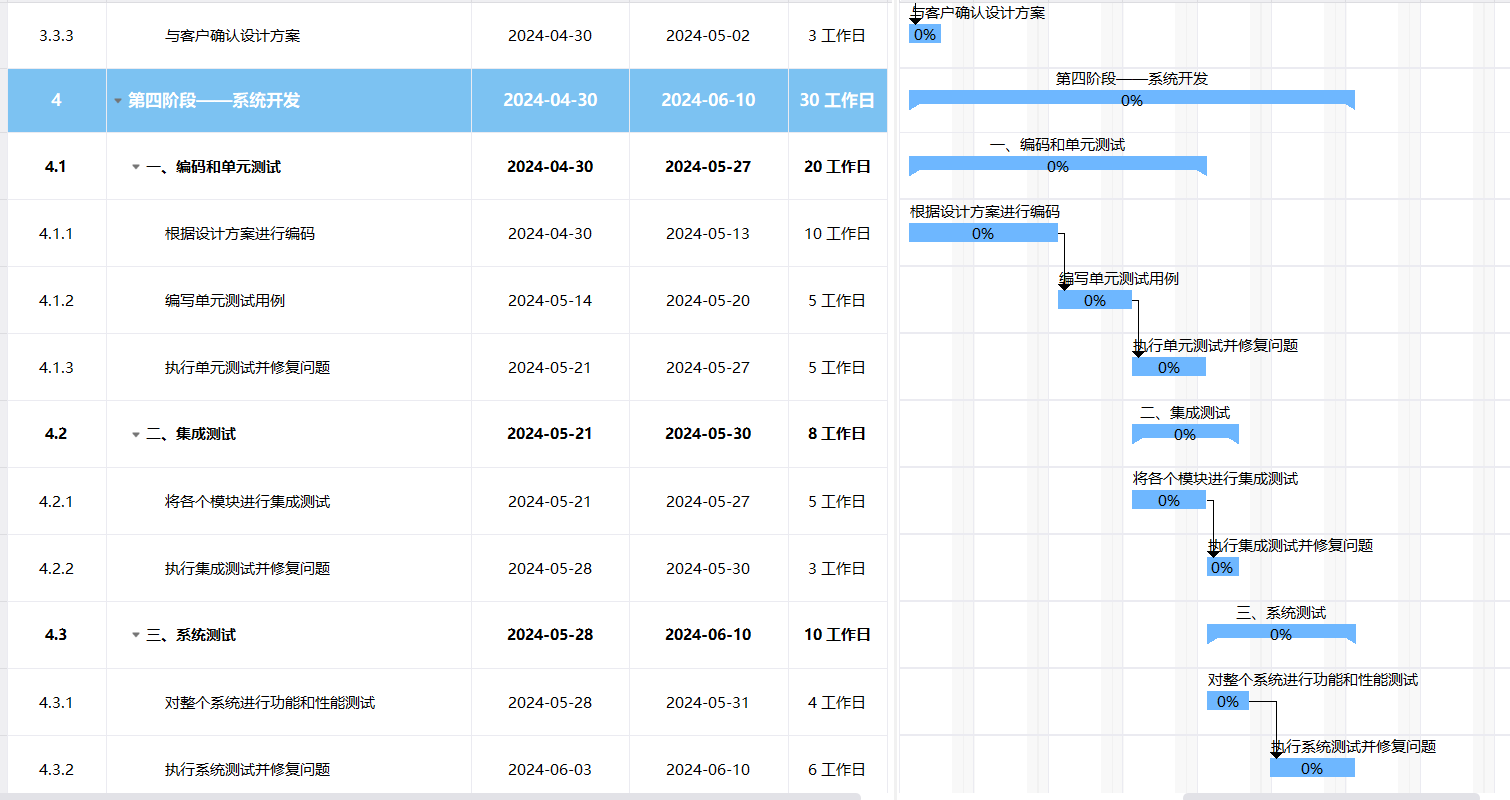 3.3.3 与客户确认设计方案 2024-04-30 2024-05-02 3 工作日
4 第四阶段——系统开发 2024-04-30 2024-06-10 30 工作日
4.1 一、编码和单元测试 2024-04-30 2024-05-27 20 工作日
4.1.1 根据设计方案进行编码 2024-04-30 2024-05-13 10 工作日
4.1.2 编写单元测试用例 2024-05-14 2024-05-20 5 工作日
4.1.3 执行单元测试并修复问题 2024-05-21 2024-05-27 5 工作日
4.2 二、集成测试 2024-05-21 2024-05-30 8 工作日
4.2.1 将各个模块进行集成测试 2024-05-21 2024-05-27 5 工作日
4.2.2 执行集成测试并修复问题 2024-05-28 2024-05-30 3 工作日
4.3 三、系统测试 2024-05-28 2024-06-10 10 工作日
4.3.1 对整个系统进行功能和性能测试 2024-05-28 2024-05-31 4 工作日
4.3.2 执行系统测试并修复问题 2024-06-03 2024-06-10 6 工作日
与客户确认设计方案
0%
第四阶段——系统开发
0%
一、编码和单元测试
0%
根据设计方案进行编码
0%
编写单元测试用例
0%
执行单元测试并修复问题
0%
二、集成测试
0%
将各个模块进行集成测试
0%
执行集成测试并修复问题
0%
三、系统测试
0%
对整个系统进行功能和性能测试
0%
执行系统测试并修复问题
0%